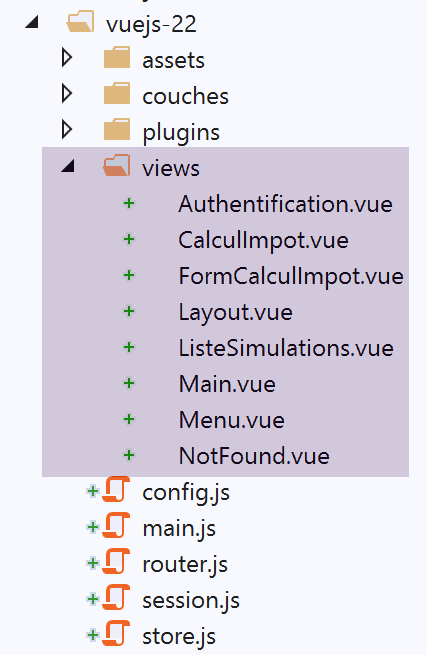 vuejs-22
assets
couches
plugins
views
Authentification.vue
CalculImpot.vue
FormCalculImpot.vue
Layout.vue
ListeSimulations.vue
Main.vue
Menu.vue
NotFound.vue
config.js
main.js
router.js
session.js
store.js